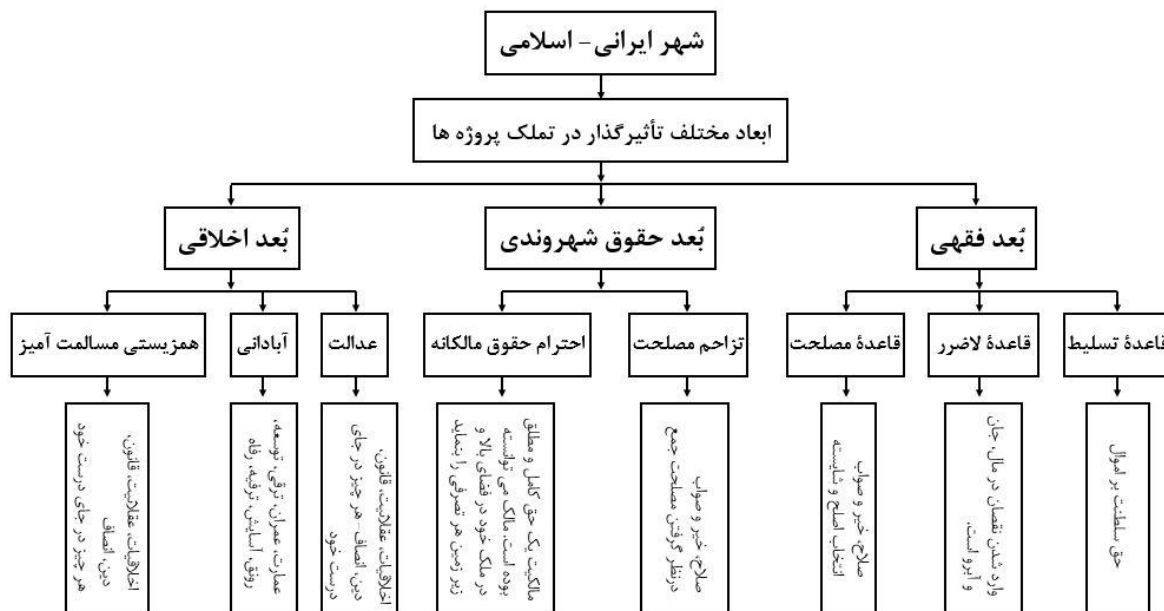 شهر ایرانی- اسلامی
ابعاد مختلف تأثیرگذار در تملک پروژه ها
بُعد فقهی
بُعد حقوق شهروندی
بُعد اخلاقی
قاعدۀ تسلیط
قاعدۀ لاضرر
قاعدۀ مصلحت
تزاحم مصلحت
احترام حقوق مالکانه
عدالت
آبادانی
همزیستی مسالمت آمیز
حق سلطنت بر اموال
وارد شدن نقصان در مال، جان
و آبرو است.
صلاح، خیر و صواب
انتخاب اصلح و شایسته
صلاح، خیر و صواب
درنظر گرفتن مصلحت جمع
مالکیت یک حق کامل و مطلق
بوده است. مالک می توانسته
در ملک خود در فضای بالا و
زیر زمین هر تصرفی را بنماید
اخلاقیات، عقلانیت، قانون،
دین، انصاف- هر چیز در جای
درست خود
عمارت، عمران، ترقی، توسعه،
رونق، آسایش، ترفیه، رفاه
اخلاقیات، عقلانیت، قانون،
دین، انصاف
هر چیز در جای درست خود